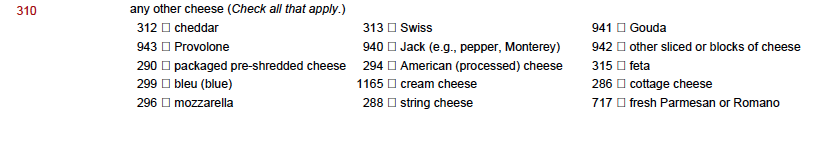 310 any other cheese (Check all that apply.)
312 ☐ cheddar 313 ☐ Swiss 941 ☐ Gouda
943 ☐ Provolone 940 ☐ Jack (e.g., pepper, Monterey) 942 ☐ other sliced or blocks of cheese
290 ☐ packaged pre-shredded cheese 294 ☐ American (processed) cheese 315 ☐ feta
299 ☐ bleu (blue) 1165 ☐ cream cheese 286 ☐ cottage cheese
296 ☐ mozzarella 288 ☐ string cheese 717 ☐ fresh Parmesan or Romano